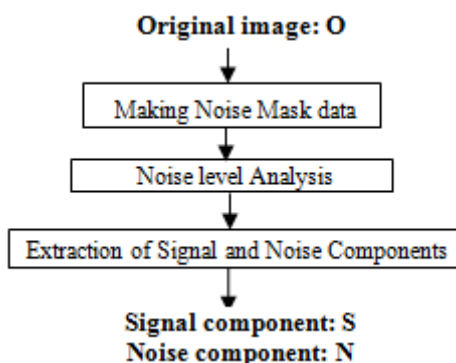 Original image: O
Making Noise Mask data
Noise level Analysis
Extraction of Signal and Noise Components
Signal component: S
Noise component: N